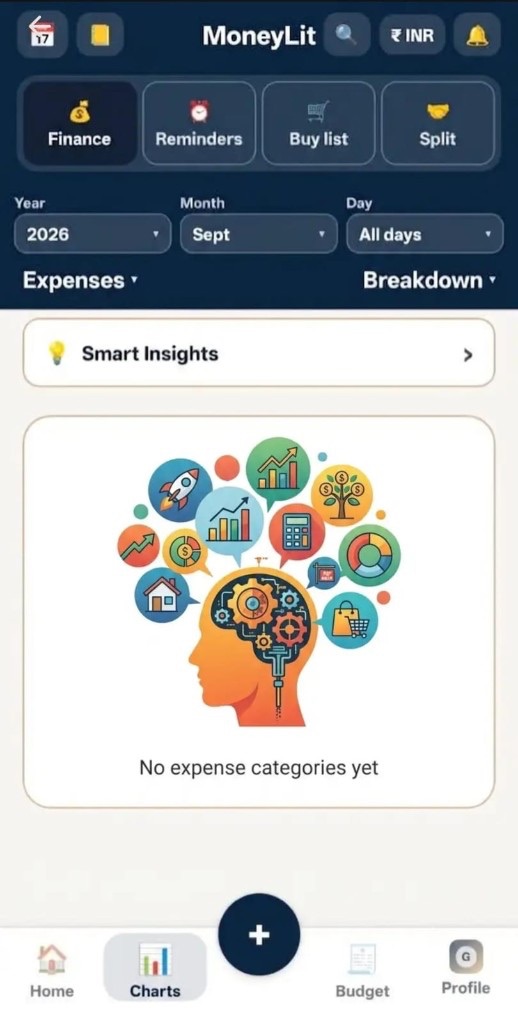 17
MoneyLit
₹ INR
Finance
Reminders
Buy list
Split
Year
Month
Day
2026
Sept
All days
Expenses
Breakdown
Smart Insights
No expense categories yet
+
Home
Charts
Budget
G
Profile